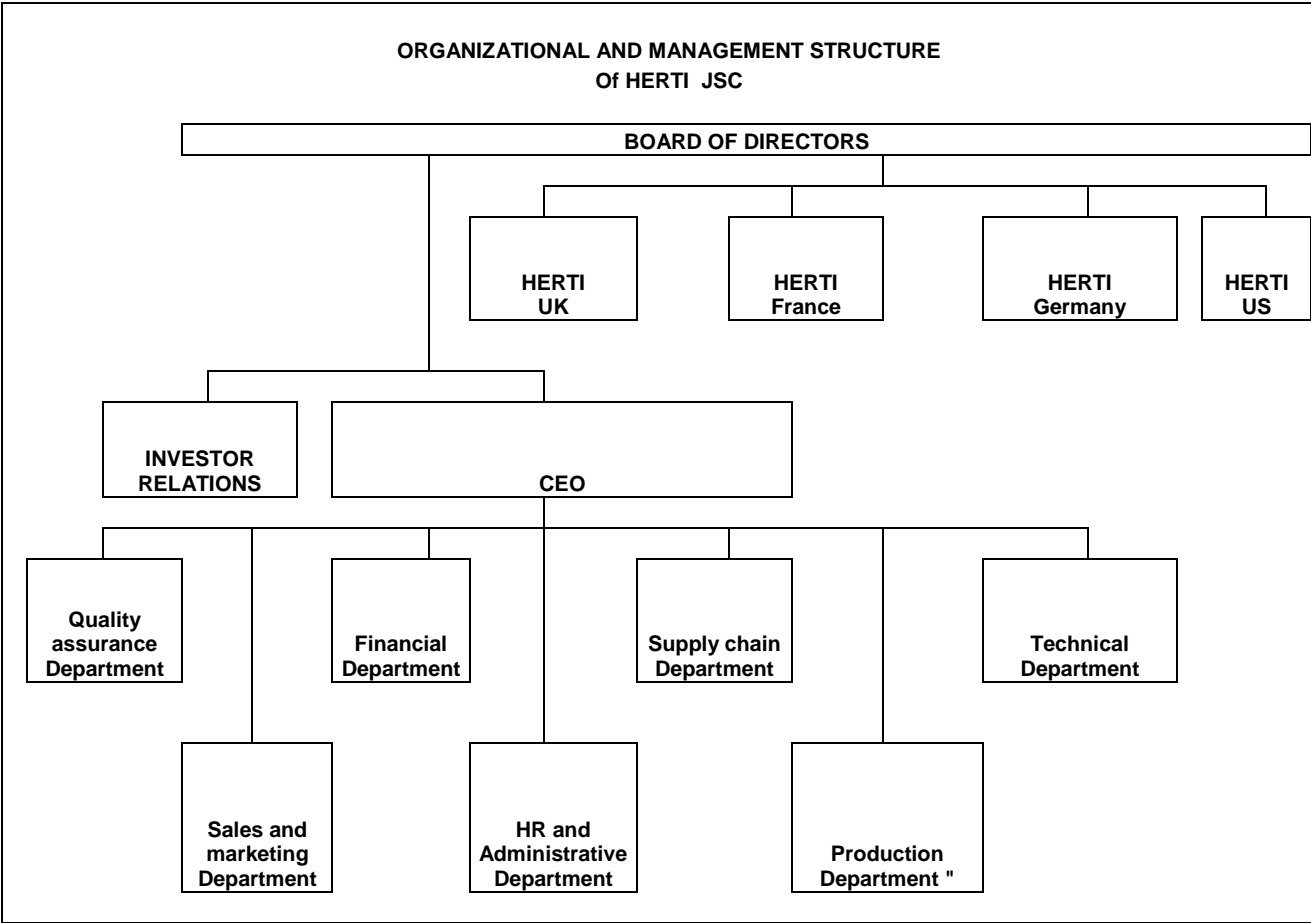 ORGANIZATIONAL AND MANAGEMENT STRUCTURE
Of HERTI JSC
BOARD OF DIRECTORS
HERTI
UK
HERTI
France
HERTI
Germany
HERTI
US
INVESTOR
RELATIONS
CEO
Quality
assurance
Department
Financial
Department
Supply chain
Department
Technical
Department
Sales and
marketing
Department
HR and
Administrative
Department
Production
Department "